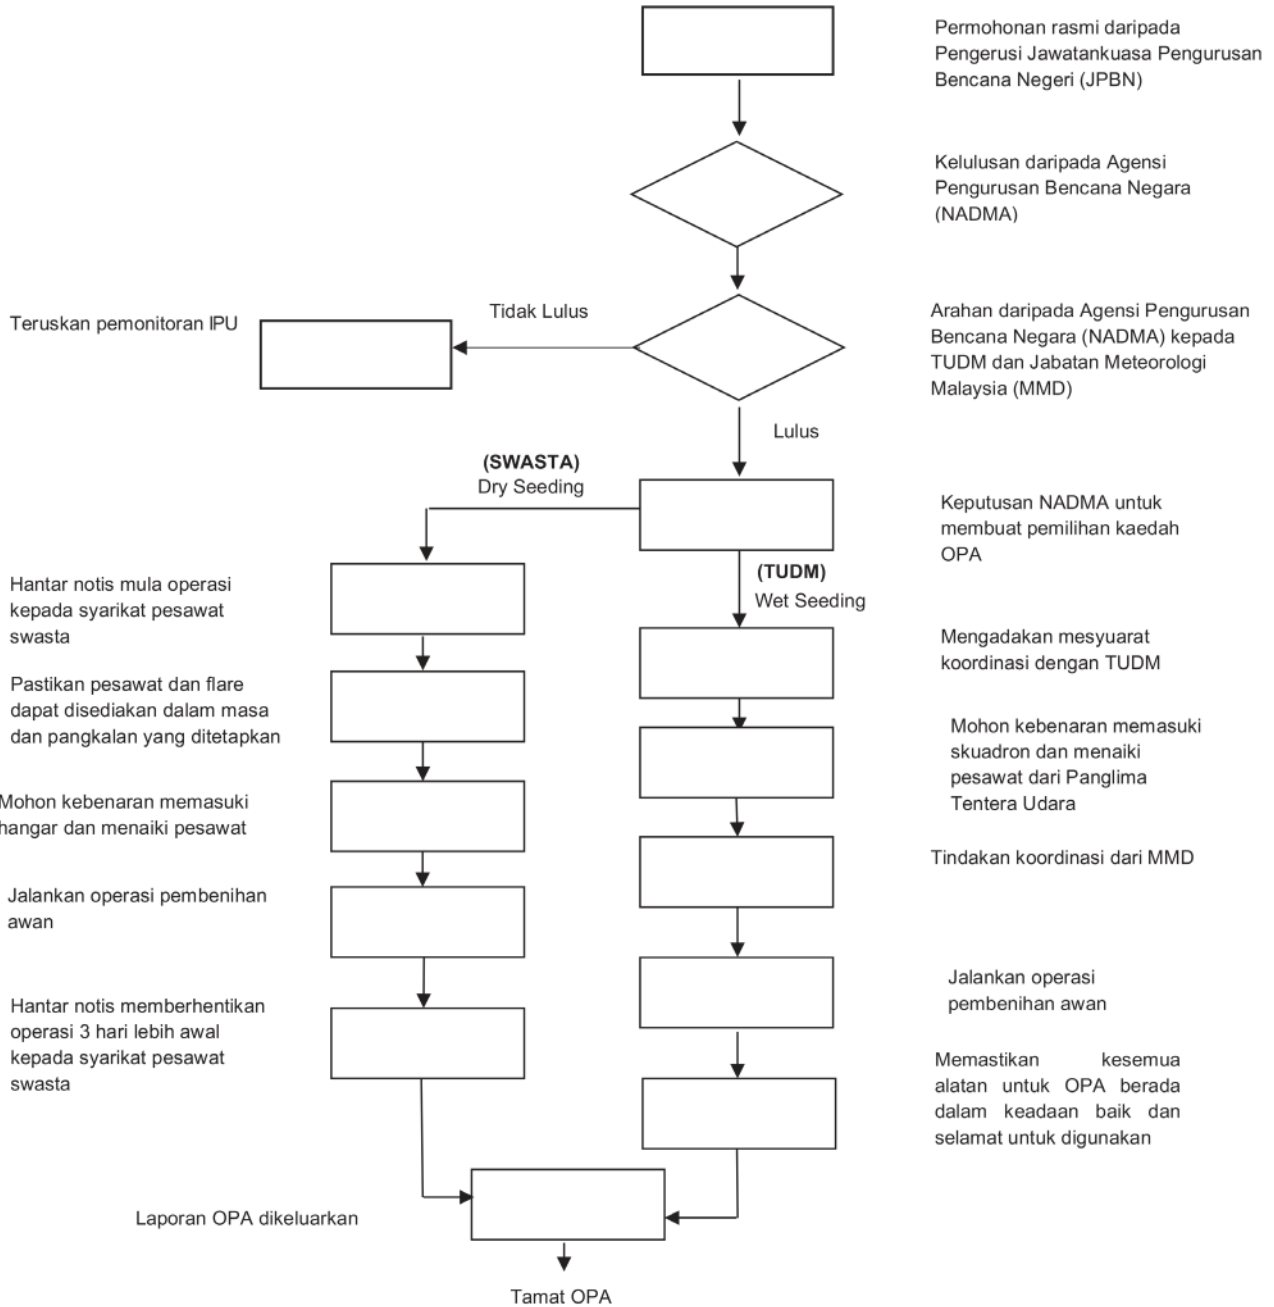 Permohonan rasmi daripada
Pengerusi Jawatankuasa Pengurusan
Bencana Negeri (JPBN)
Kelulusan daripada Agensi
Pengurusan Bencana Negara
(NADMA)
Teruskan pemonitoran IPU
Tidak Lulus
Arahan daripada Agensi Pengurusan
Bencana Negara (NADMA) kepada
TUDM dan Jabatan Meteorologi
Malaysia (MMD)
Lulus
(SWASTA)
Dry Seeding
Keputusan NADMA untuk
membuat pemilihan kaedah
OPA
(TUDM)
Wet Seeding
Hantar notis mula operasi
kepada syarikat pesawat
swasta
Pastikan pesawat dan flare
dapat disediakan dalam masa
dan pangkalan yang ditetapkan
Mohon kebenaran memasuki
hangar dan menaiki pesawat
Jalankan operasi pembenihan
awan
Hantar notis memberhentikan
operasi 3 hari lebih awal
kepada syarikat pesawat
swasta
Mengadakan mesyuarat
koordinasi dengan TUDM
Mohon kebenaran memasuki
skuadron dan menaiki
pesawat dari Panglima
Tentera Udara
Tindakan koordinasi dari MMD
Jalankan operasi
pembenihan awan
Memastikan kesemua
alatan untuk OPA berada
dalam keadaan baik dan
selamat untuk digunakan
Laporan OPA dikeluarkan
Tamat OPA